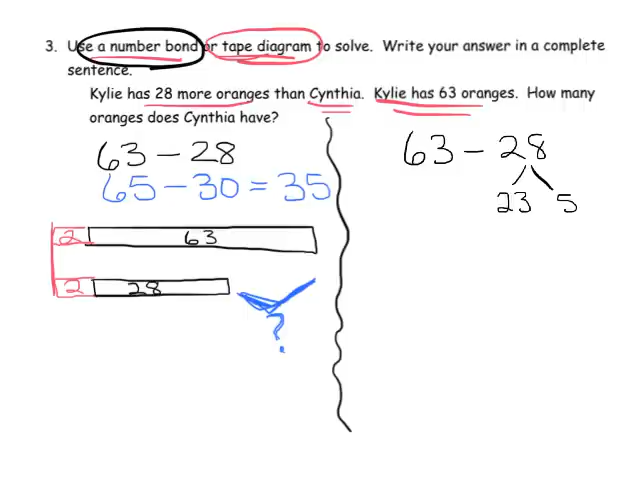 3. Use a number bond or tape diagram to solve. Write your answer in a complete
sentence.
Kylie has 28 more oranges than Cynthia. Kylie has 63 oranges. How many
oranges does Cynthia have?
63 - 28
65 - 30 = 35
2 63
2 28
?
63 - 28
23 5